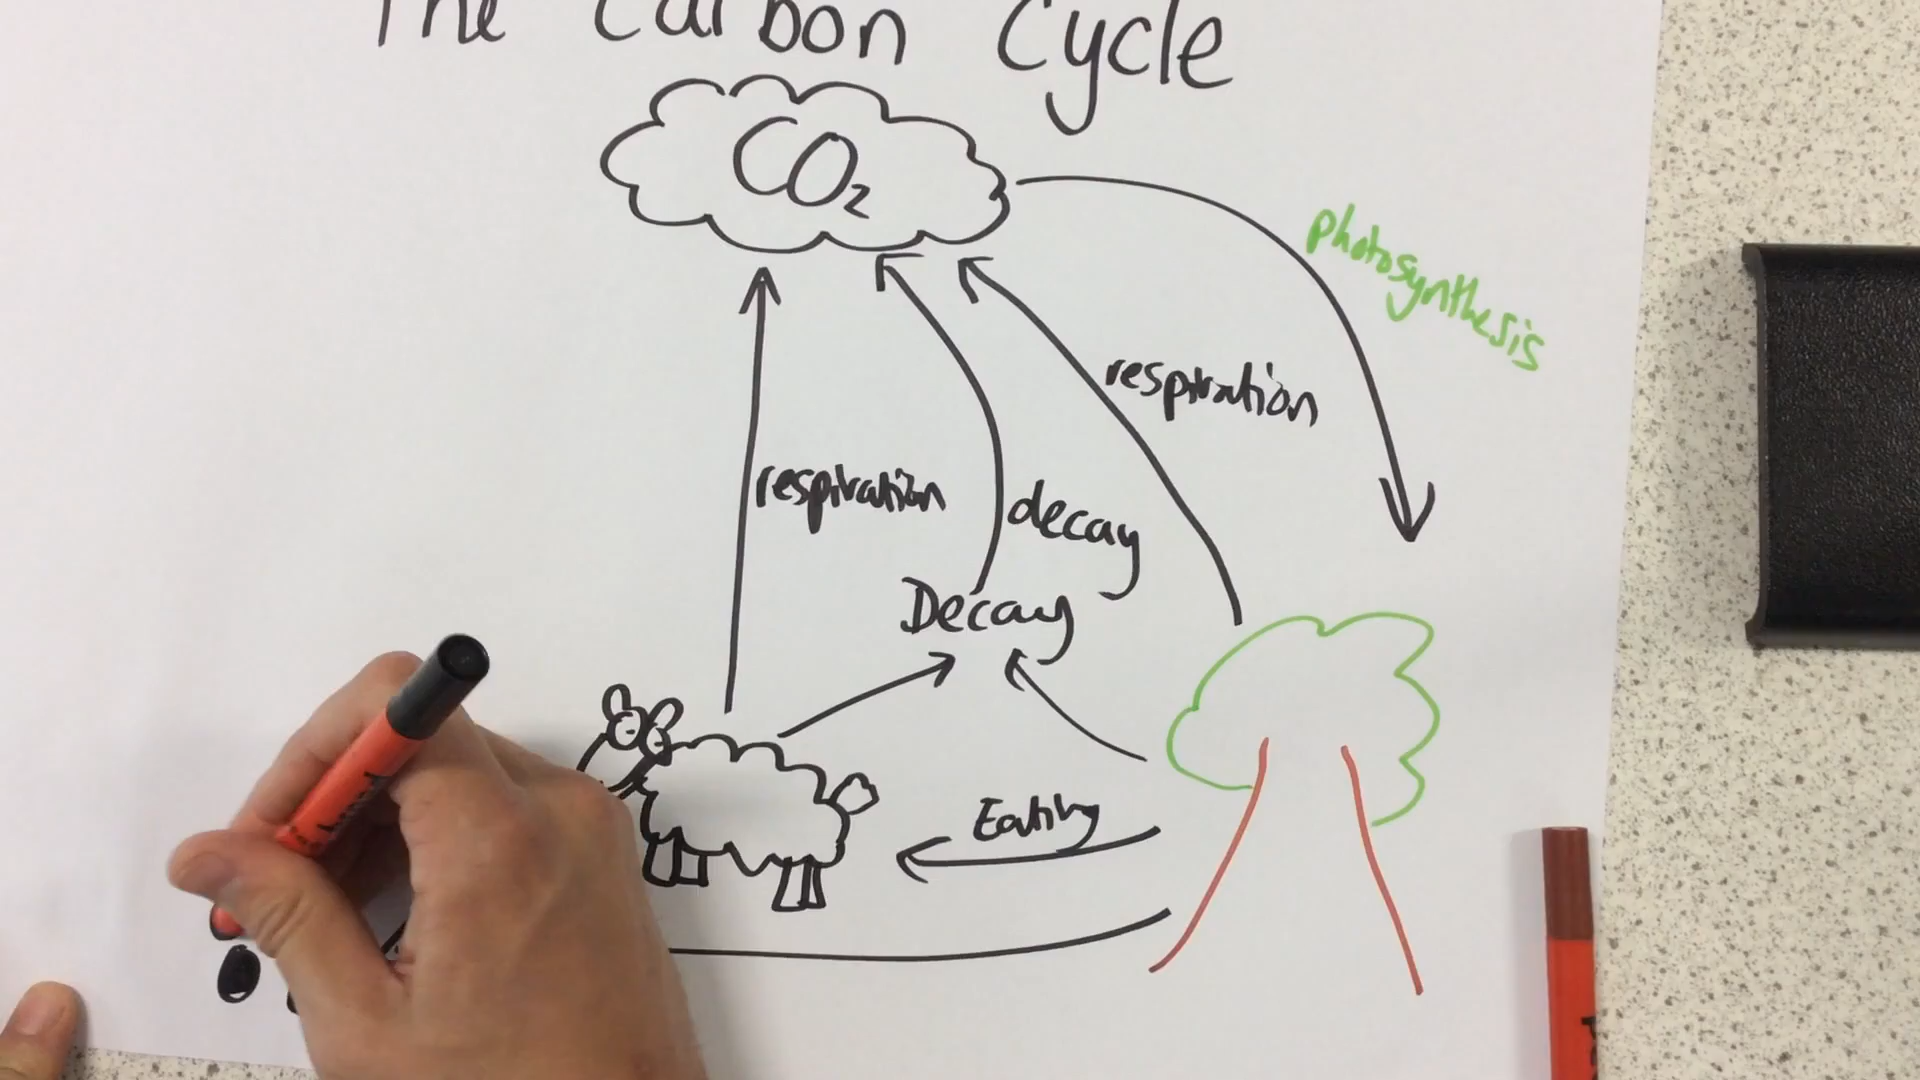 The Carbon Cycle
CO₂
photosynthesis
respiration
respiration
decay
Decay
Eating